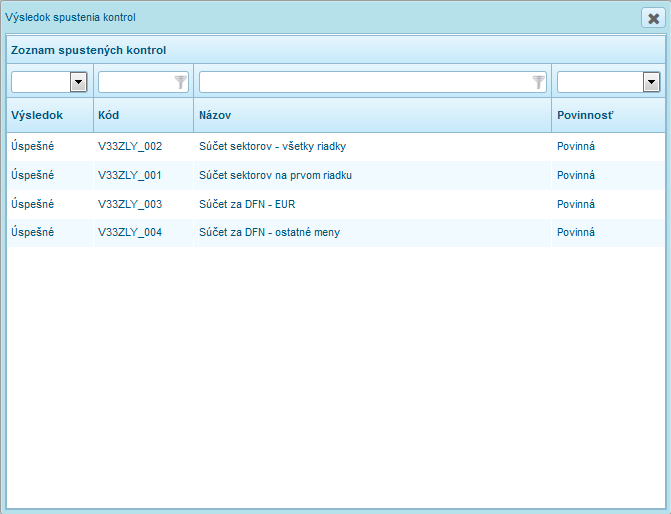 Výsledok spustenia kontrol
Zoznam spustených kontrol
Výsledok Kód Názov Povinnosť
Úspešné V33ZLY_002 Súčet sektorov - všetky riadky Povinná
Úspešné V33ZLY_001 Súčet sektorov na prvom riadku Povinná
Úspešné V33ZLY_003 Súčet za DFN - EUR Povinná
Úspešné V33ZLY_004 Súčet za DFN - ostatné meny Povinná